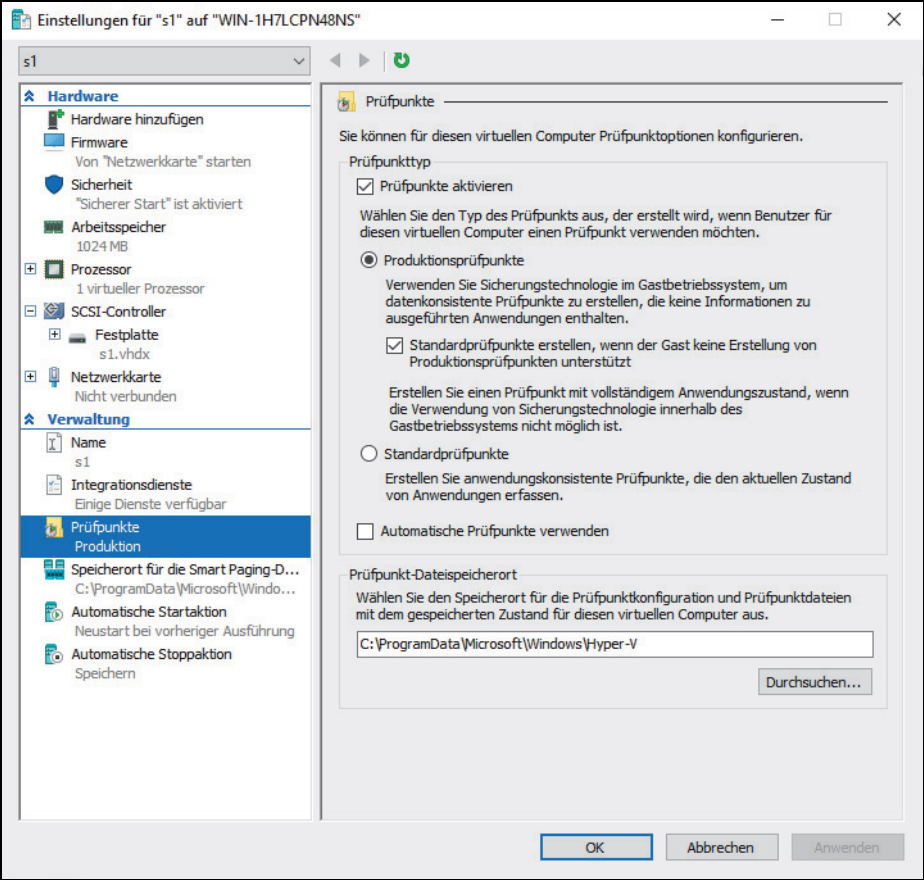 Einstellungen für "s1" auf "WIN-1H7LCPN48NS"
s1
Hardware
Hardware hinzufügen
Firmware
Von "Netzwerkkarte" starten
Sicherheit
"Sicherer Start" ist aktiviert
Arbeitsspeicher
1024 MB
Prozessor
1 virtueller Prozessor
SCSI-Controller
Festplatte
s1.vhdx
Netzwerkkarte
Nicht verbunden
Verwaltung
Name
s1
Integrationsdienste
Einige Dienste verfügbar
Prüfpunkte
Produktion
Speicherort für die Smart Paging-D...
C:\ProgramData\Microsoft\Windo...
Automatische Startaktion
Neustart bei vorheriger Ausführung
Automatische Stoppaktion
Speichern
Prüfpunkte
Sie können für diesen virtuellen Computer Prüfpunktoptionen konfigurieren.
Prüfpunkttyp
Prüfpunkte aktivieren
Wählen Sie den Typ des Prüfpunkts aus, der erstellt wird, wenn Benutzer für
diesen virtuellen Computer einen Prüfpunkt verwenden möchten.
Produktionsprüfpunkte
Verwenden Sie Sicherungstechnologie im Gastbetriebssystem, um
datenkonsistente Prüfpunkte zu erstellen, die keine Informationen zu
ausgeführten Anwendungen enthalten.
Standardprüfpunkte erstellen, wenn der Gast keine Erstellung von
Produktionsprüfpunkten unterstützt
Erstellen Sie einen Prüfpunkt mit vollständigem Anwendungszustand, wenn
die Verwendung von Sicherungstechnologie innerhalb des
Gastbetriebssystems nicht möglich ist.
Standardprüfpunkte
Erstellen Sie anwendungskonsistente Prüfpunkte, die den aktuellen Zustand
von Anwendungen erfassen.
Automatische Prüfpunkte verwenden
Prüfpunkt-Dateispeicherort
Wählen Sie den Speicherort für die Prüfpunktkonfiguration und Prüfpunktdateien
mit dem gespeicherten Zustand für diesen virtuellen Computer aus.
C:\ProgramData\Microsoft\Windows\Hyper-V
Durchsuchen...
OK
Abbrechen
Anwenden